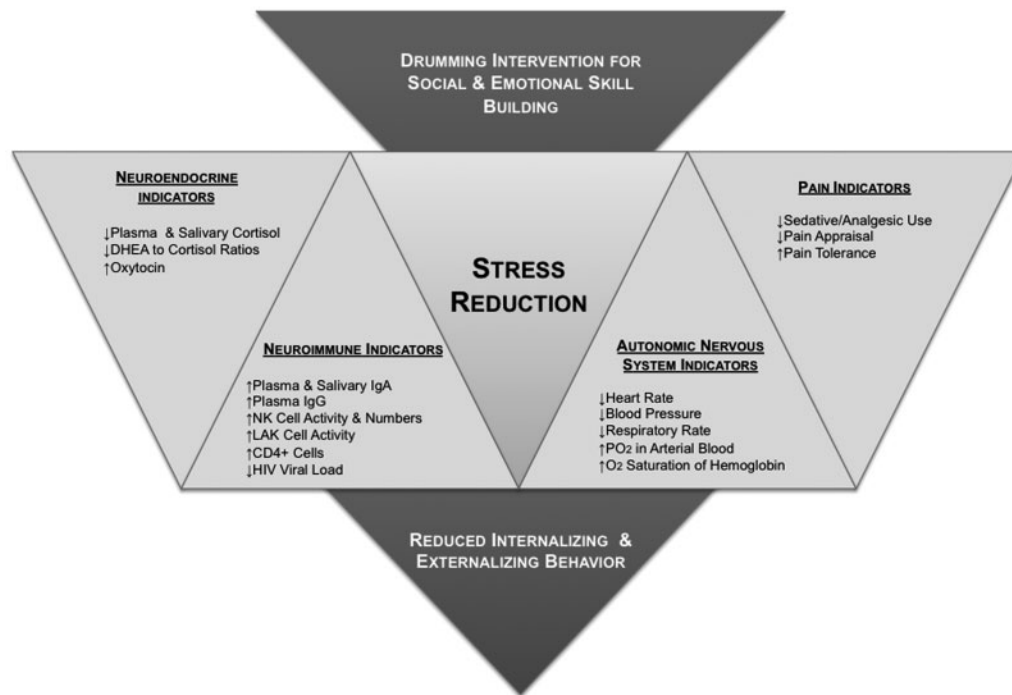 DRUMMING INTERVENTION FOR
SOCIAL & EMOTIONAL SKILL
BUILDING
NEUROENDOCRINE
INDICATORS
↓Plasma & Salivary Cortisol
↓DHEA to Cortisol Ratios
↑Oxytocin
NEUROIMMUNE INDICATORS
↑Plasma & Salivary IgA
↑Plasma IgG
↑NK Cell Activity & Numbers
↑LAK Cell Activity
↑CD4+ Cells
↓HIV Viral Load
STRESS
REDUCTION
AUTONOMIC NERVOUS
SYSTEM INDICATORS
↓Heart Rate
↓Blood Pressure
↓Respiratory Rate
↑PO2 in Arterial Blood
↑O2 Saturation of Hemoglobin
PAIN INDICATORS
↓Sedative/Analgesic Use
↓Pain Appraisal
↑Pain Tolerance
REDUCED INTERNALIZING &
EXTERNALIZING BEHAVIOR